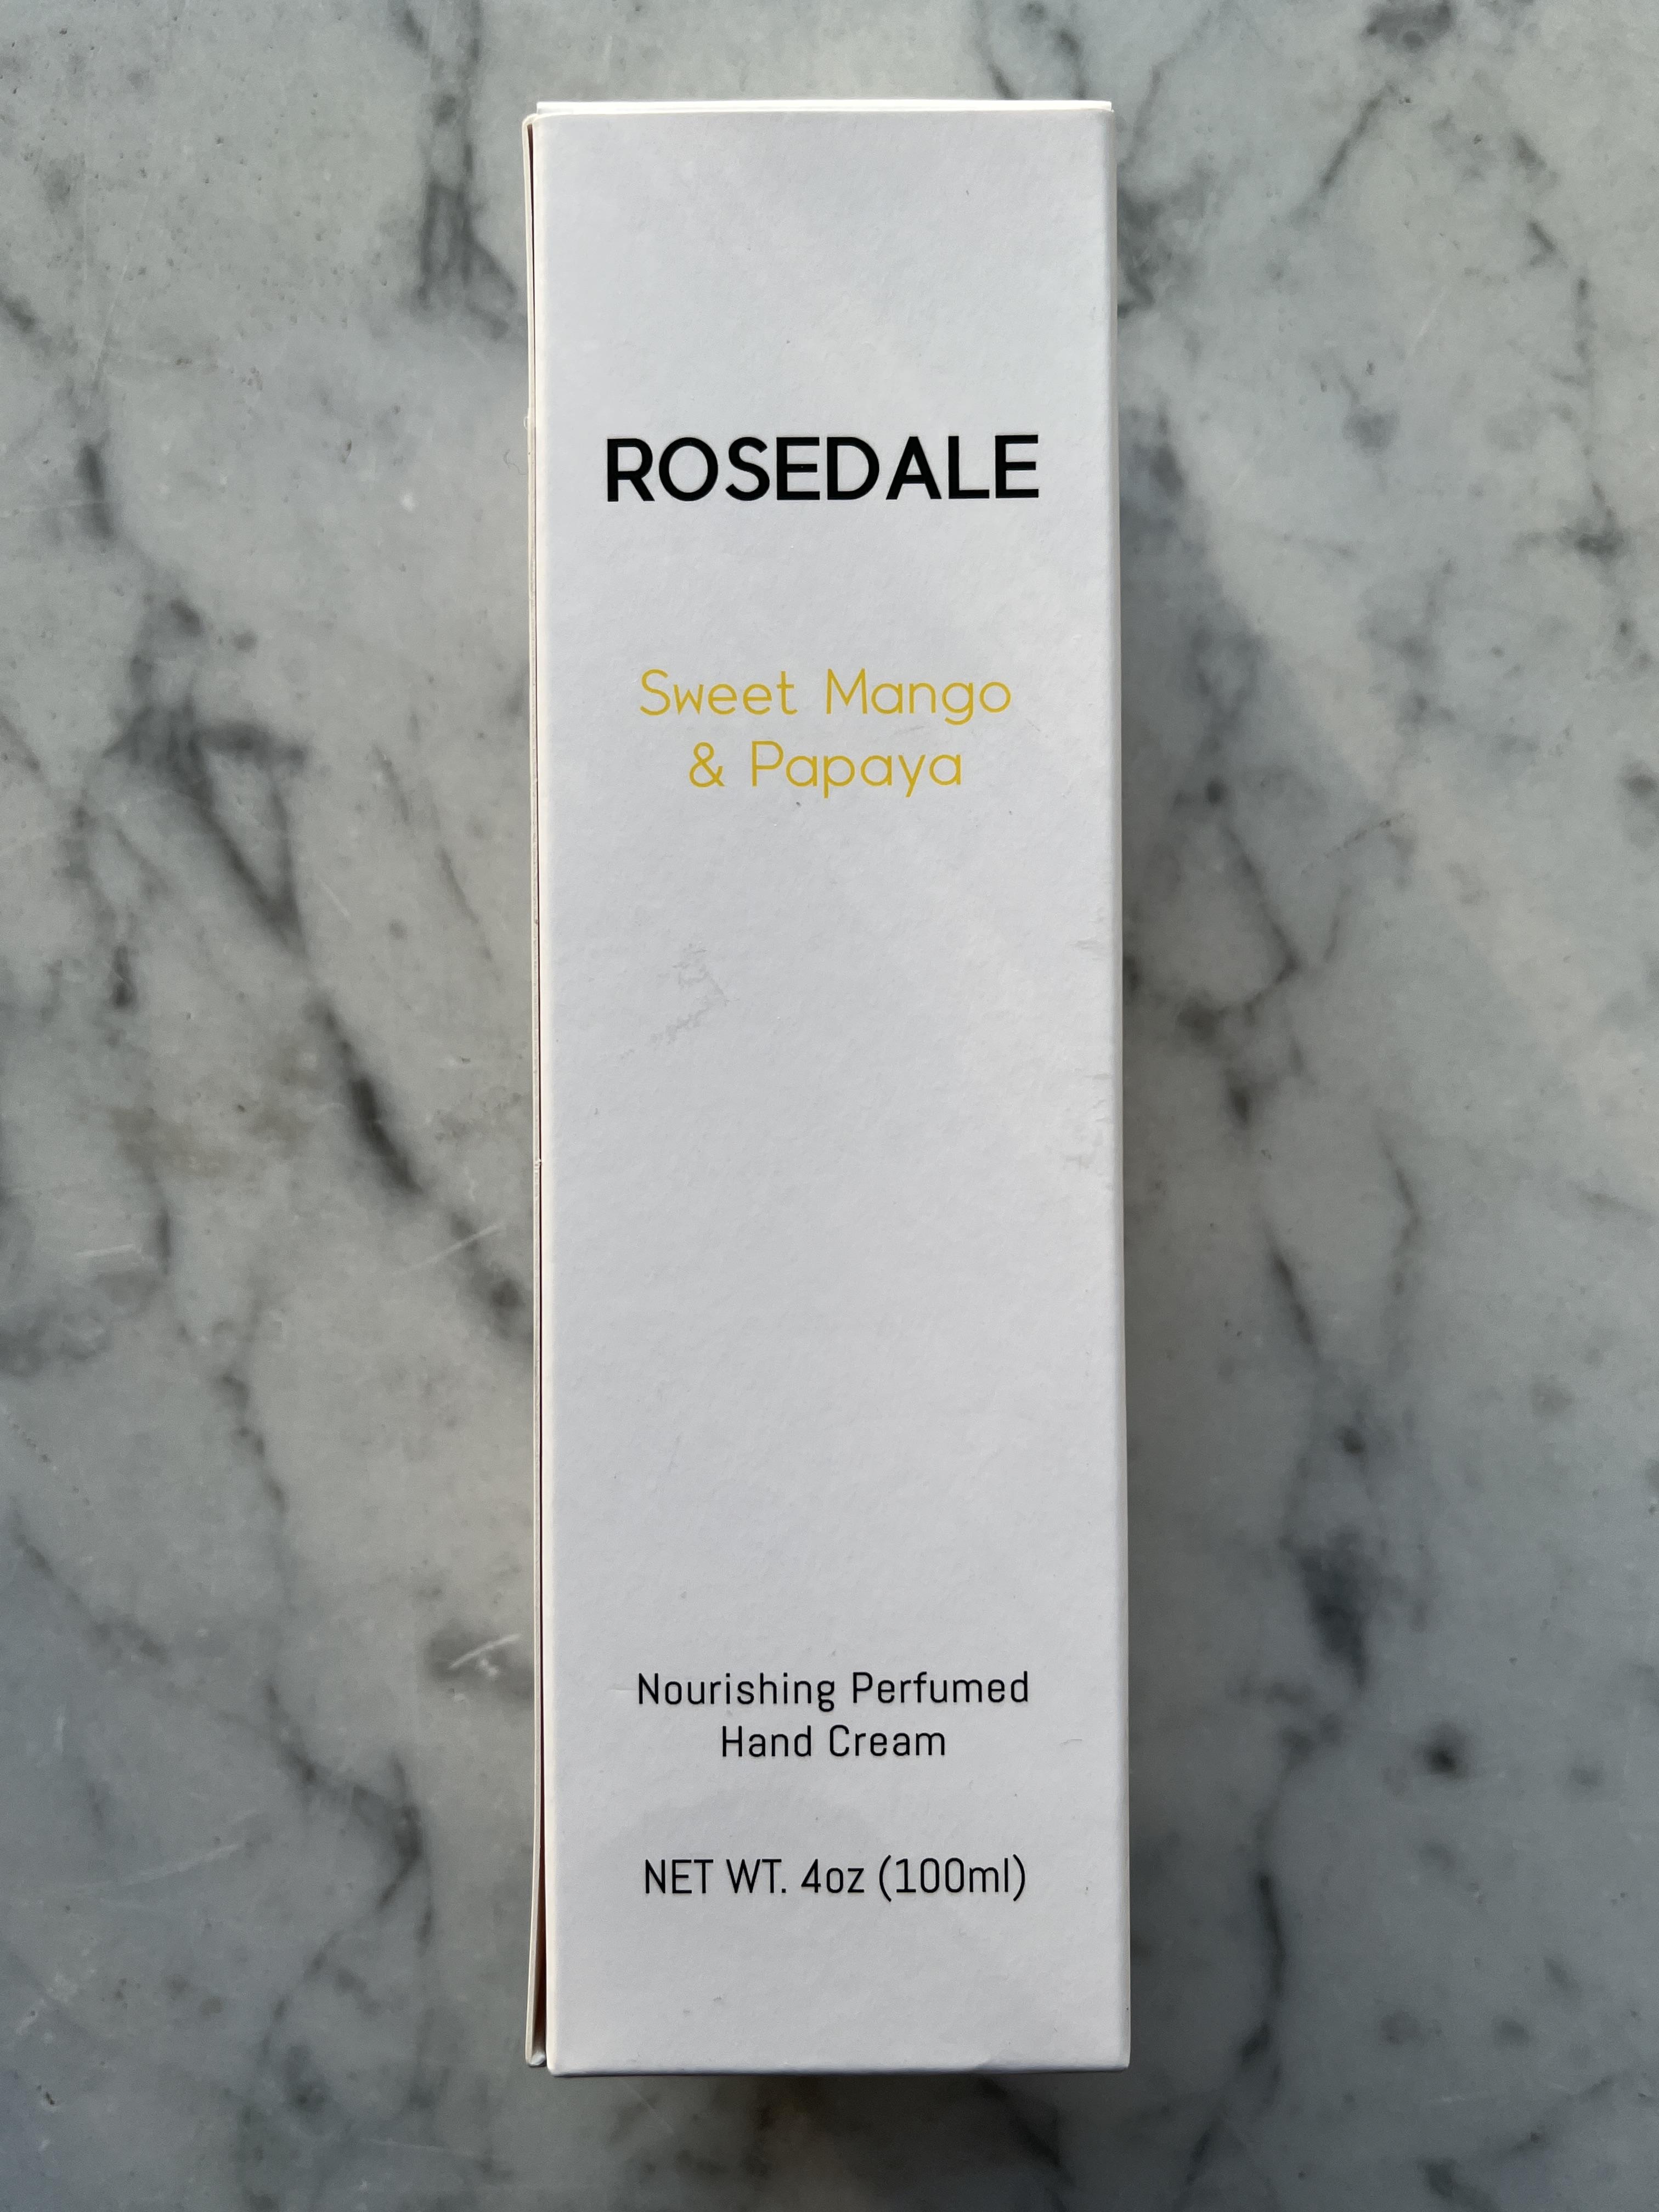 ROSEDALE
Sweet Mango
& Papaya
Nourishing Perfumed
Hand Cream
NET WT. 4oz (100ml)